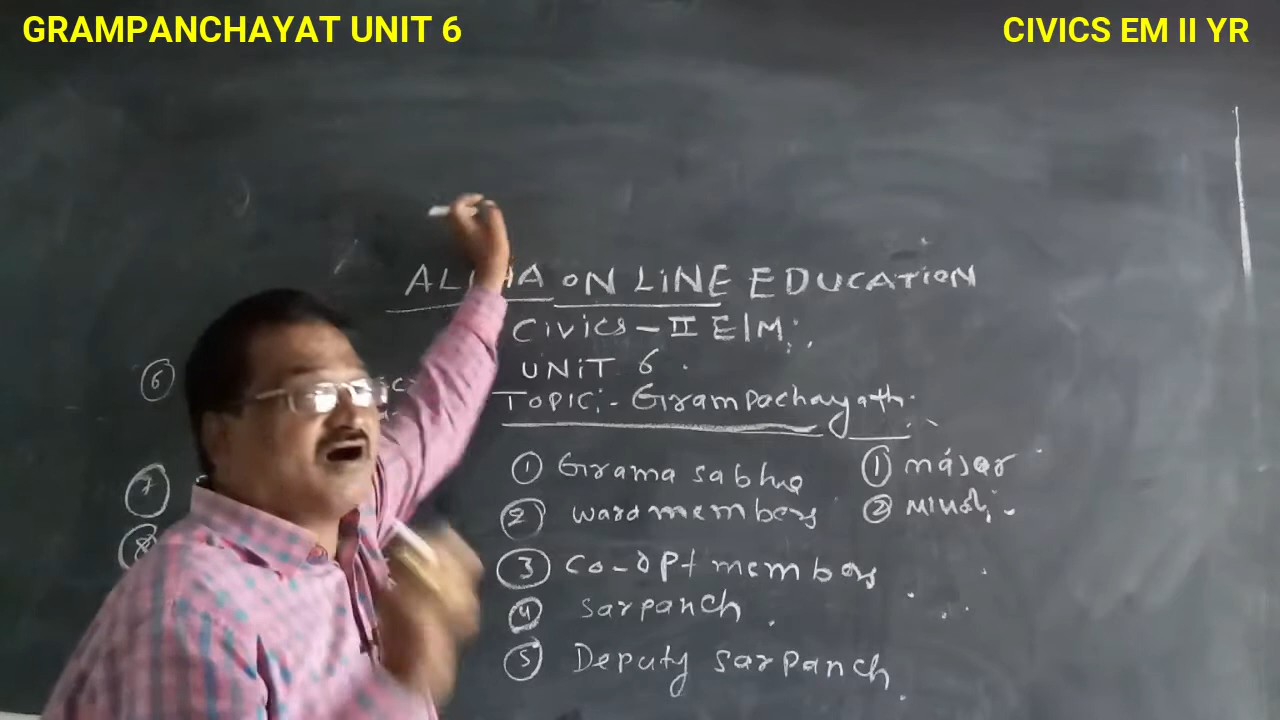 GRAMPANCHAYAT UNIT 6
CIVICS EM II YR
ON LINE EDUCATION
CIVICS - II E/M
UNIT 6.
TOPIC:- Grampachayath.
① Grama sabha
② ward members
③ Co-opt members
④ Sarpanch.
⑤ Deputy Sarpanch.
① major
②
⑥
⑦
⑧